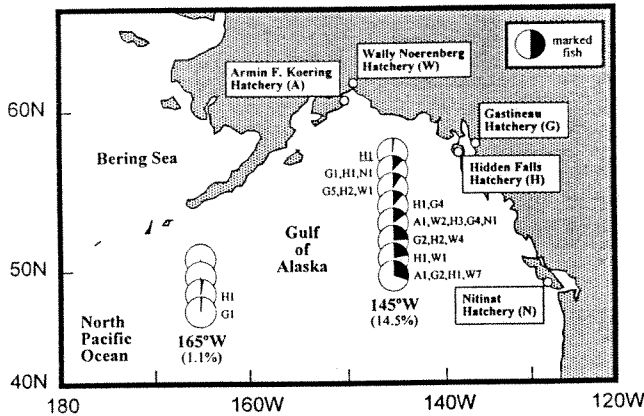 marked
fish
Wally Noerenberg
Hatchery (W)
Armin F. Koering
Hatchery (A)
60N
Gastineau
Hatchery (G)
Bering Sea
H1
G1,H1,N1
G5,H2,W1
Hidden Falls
Hatchery (H)
H1,G4
A1,W2,H3,G4,N1
G2,H2,W4
H1,W1
A1,G2,H1,W7
Gulf
of
Alaska
50N
H1
G1
145ºW
(14.5%)
Nitinat
Hatchery (N)
North
Pacific
Ocean
165ºW
(1.1%)
40N
180
160W
140W
120W